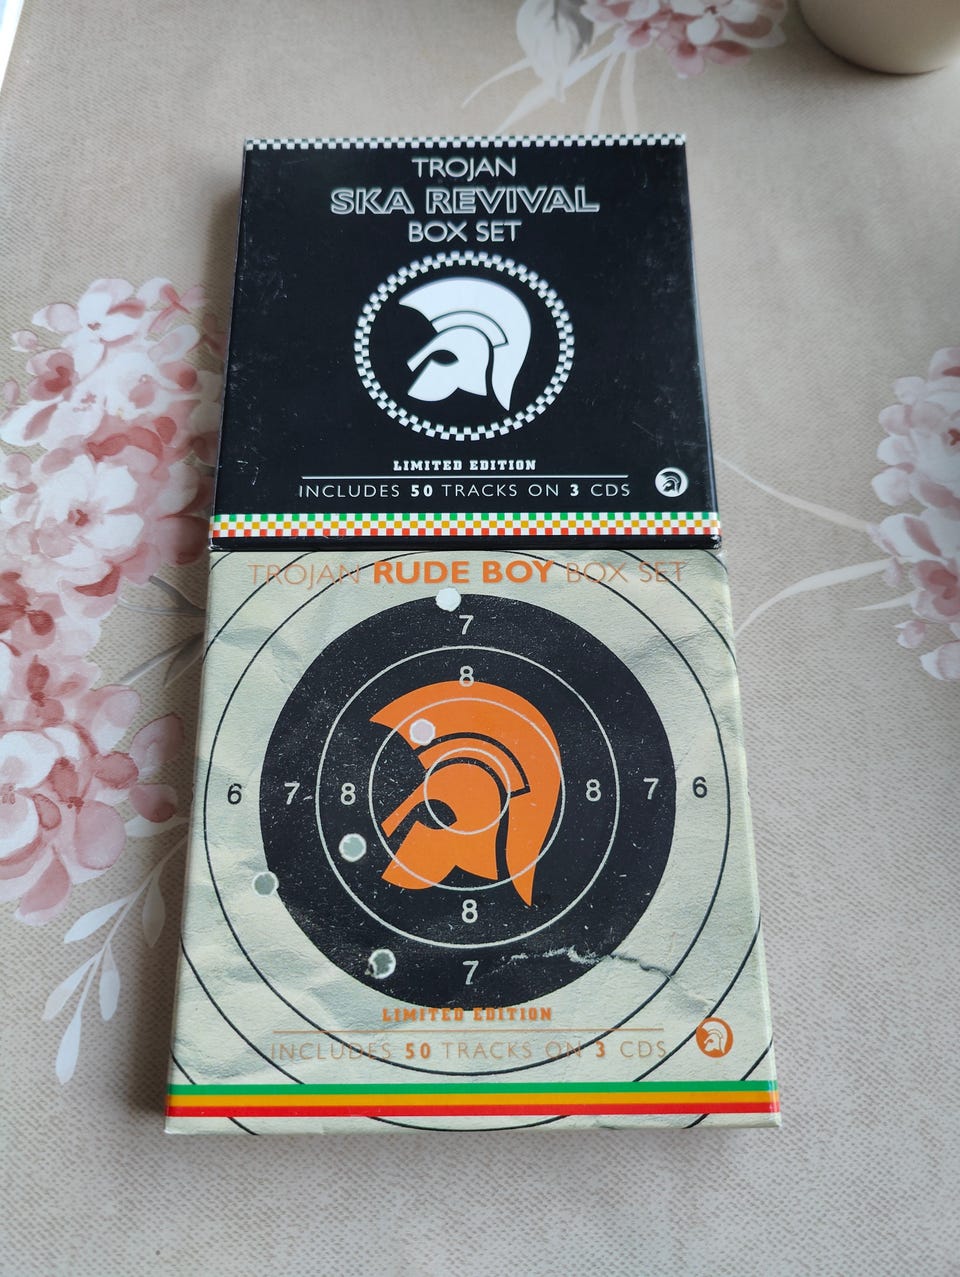 TROJAN
SKA REVIVAL
BOX SET
LIMITED EDITION
INCLUDES 50 TRACKS ON 3 CDS
TROJAN RUDE BOY BOX SET
7
8
6 7 8 8 7 6
8
7
LIMITED EDITION
INCLUDES 50 TRACKS ON 3 CDS